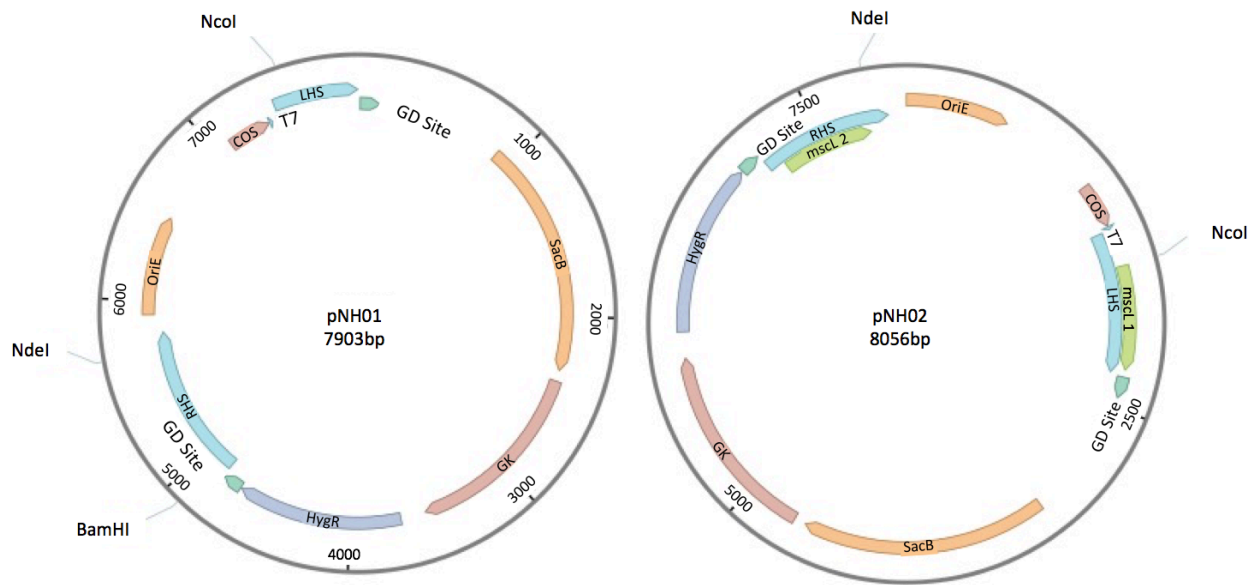 NcoI
LHS
GD Site
T7
COS
7000
1000
SacB
OriE
6000
pNH01
7903bp
2000
NdeI
RHS
GD Site
GK
5000
3000
BamHI
HygR
4000
NdeI
7500
OriE
GD Site
RHS
mscL 2
COS
T7
NcoI
HygR
LHS
mscL 1
pNH02
8056bp
GD Site
2500
GK
5000
SacB